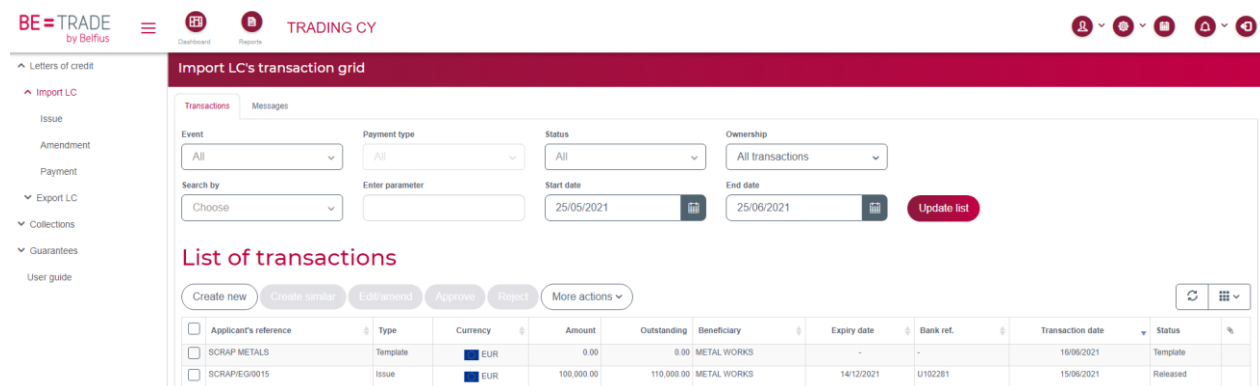 BE = TRADE
by Belfius
Dashboard
Reports
TRADING CY
Letters of credit
Import LC
Issue
Amendment
Payment
Export LC
Collections
Guarantees
User guide
Import LC's transaction grid
Transactions Messages
Event Payment type Status Ownership
All All All All transactions
Search by Enter parameter Start date End date
Choose 25/05/2021 25/06/2021 Update list
List of transactions
Create new Create similar Edit/amend Approve Reject More actions
Applicant's reference Type Currency Amount Outstanding Beneficiary Expiry date Bank ref. Transaction date Status
SCRAP METALS Template EUR 0.00 0.00 METAL WORKS - - 16/06/2021 Template
SCRAP/EG/0015 Issue EUR 100,000.00 110,000.00 METAL WORKS 14/12/2021 U102281 15/06/2021 Released